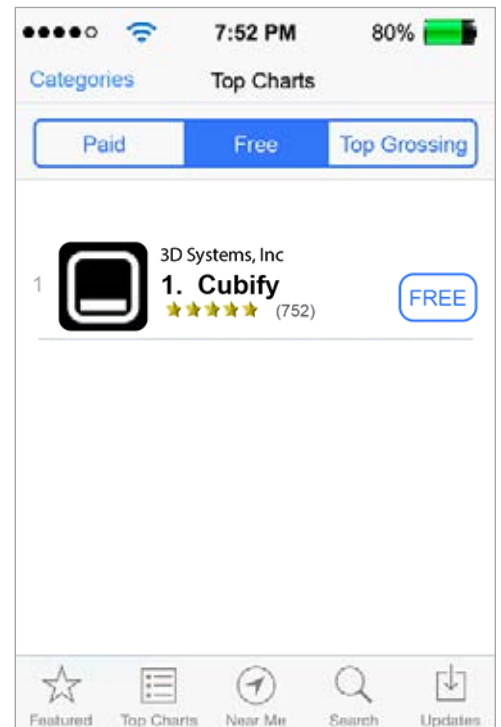 7:52 PM 80%
Categories Top Charts
Paid Free Top Grossing
3D Systems, Inc
1 1. Cubify FREE
(752)
Featured Top Charts Near Me Search Updates